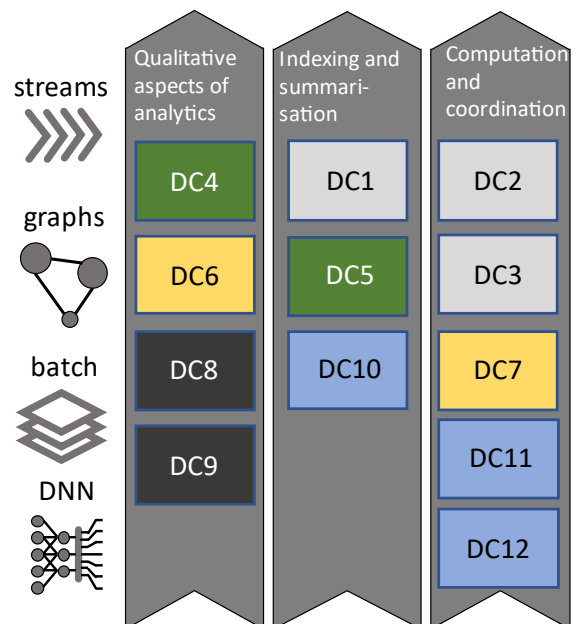 streams
graphs
batch
DNN
Qualitative
aspects of
analytics
DC4
DC6
DC8
DC9
Indexing and
summari-
sation
DC1
DC5
DC10
Computation
and
coordination
DC2
DC3
DC7
DC11
DC12